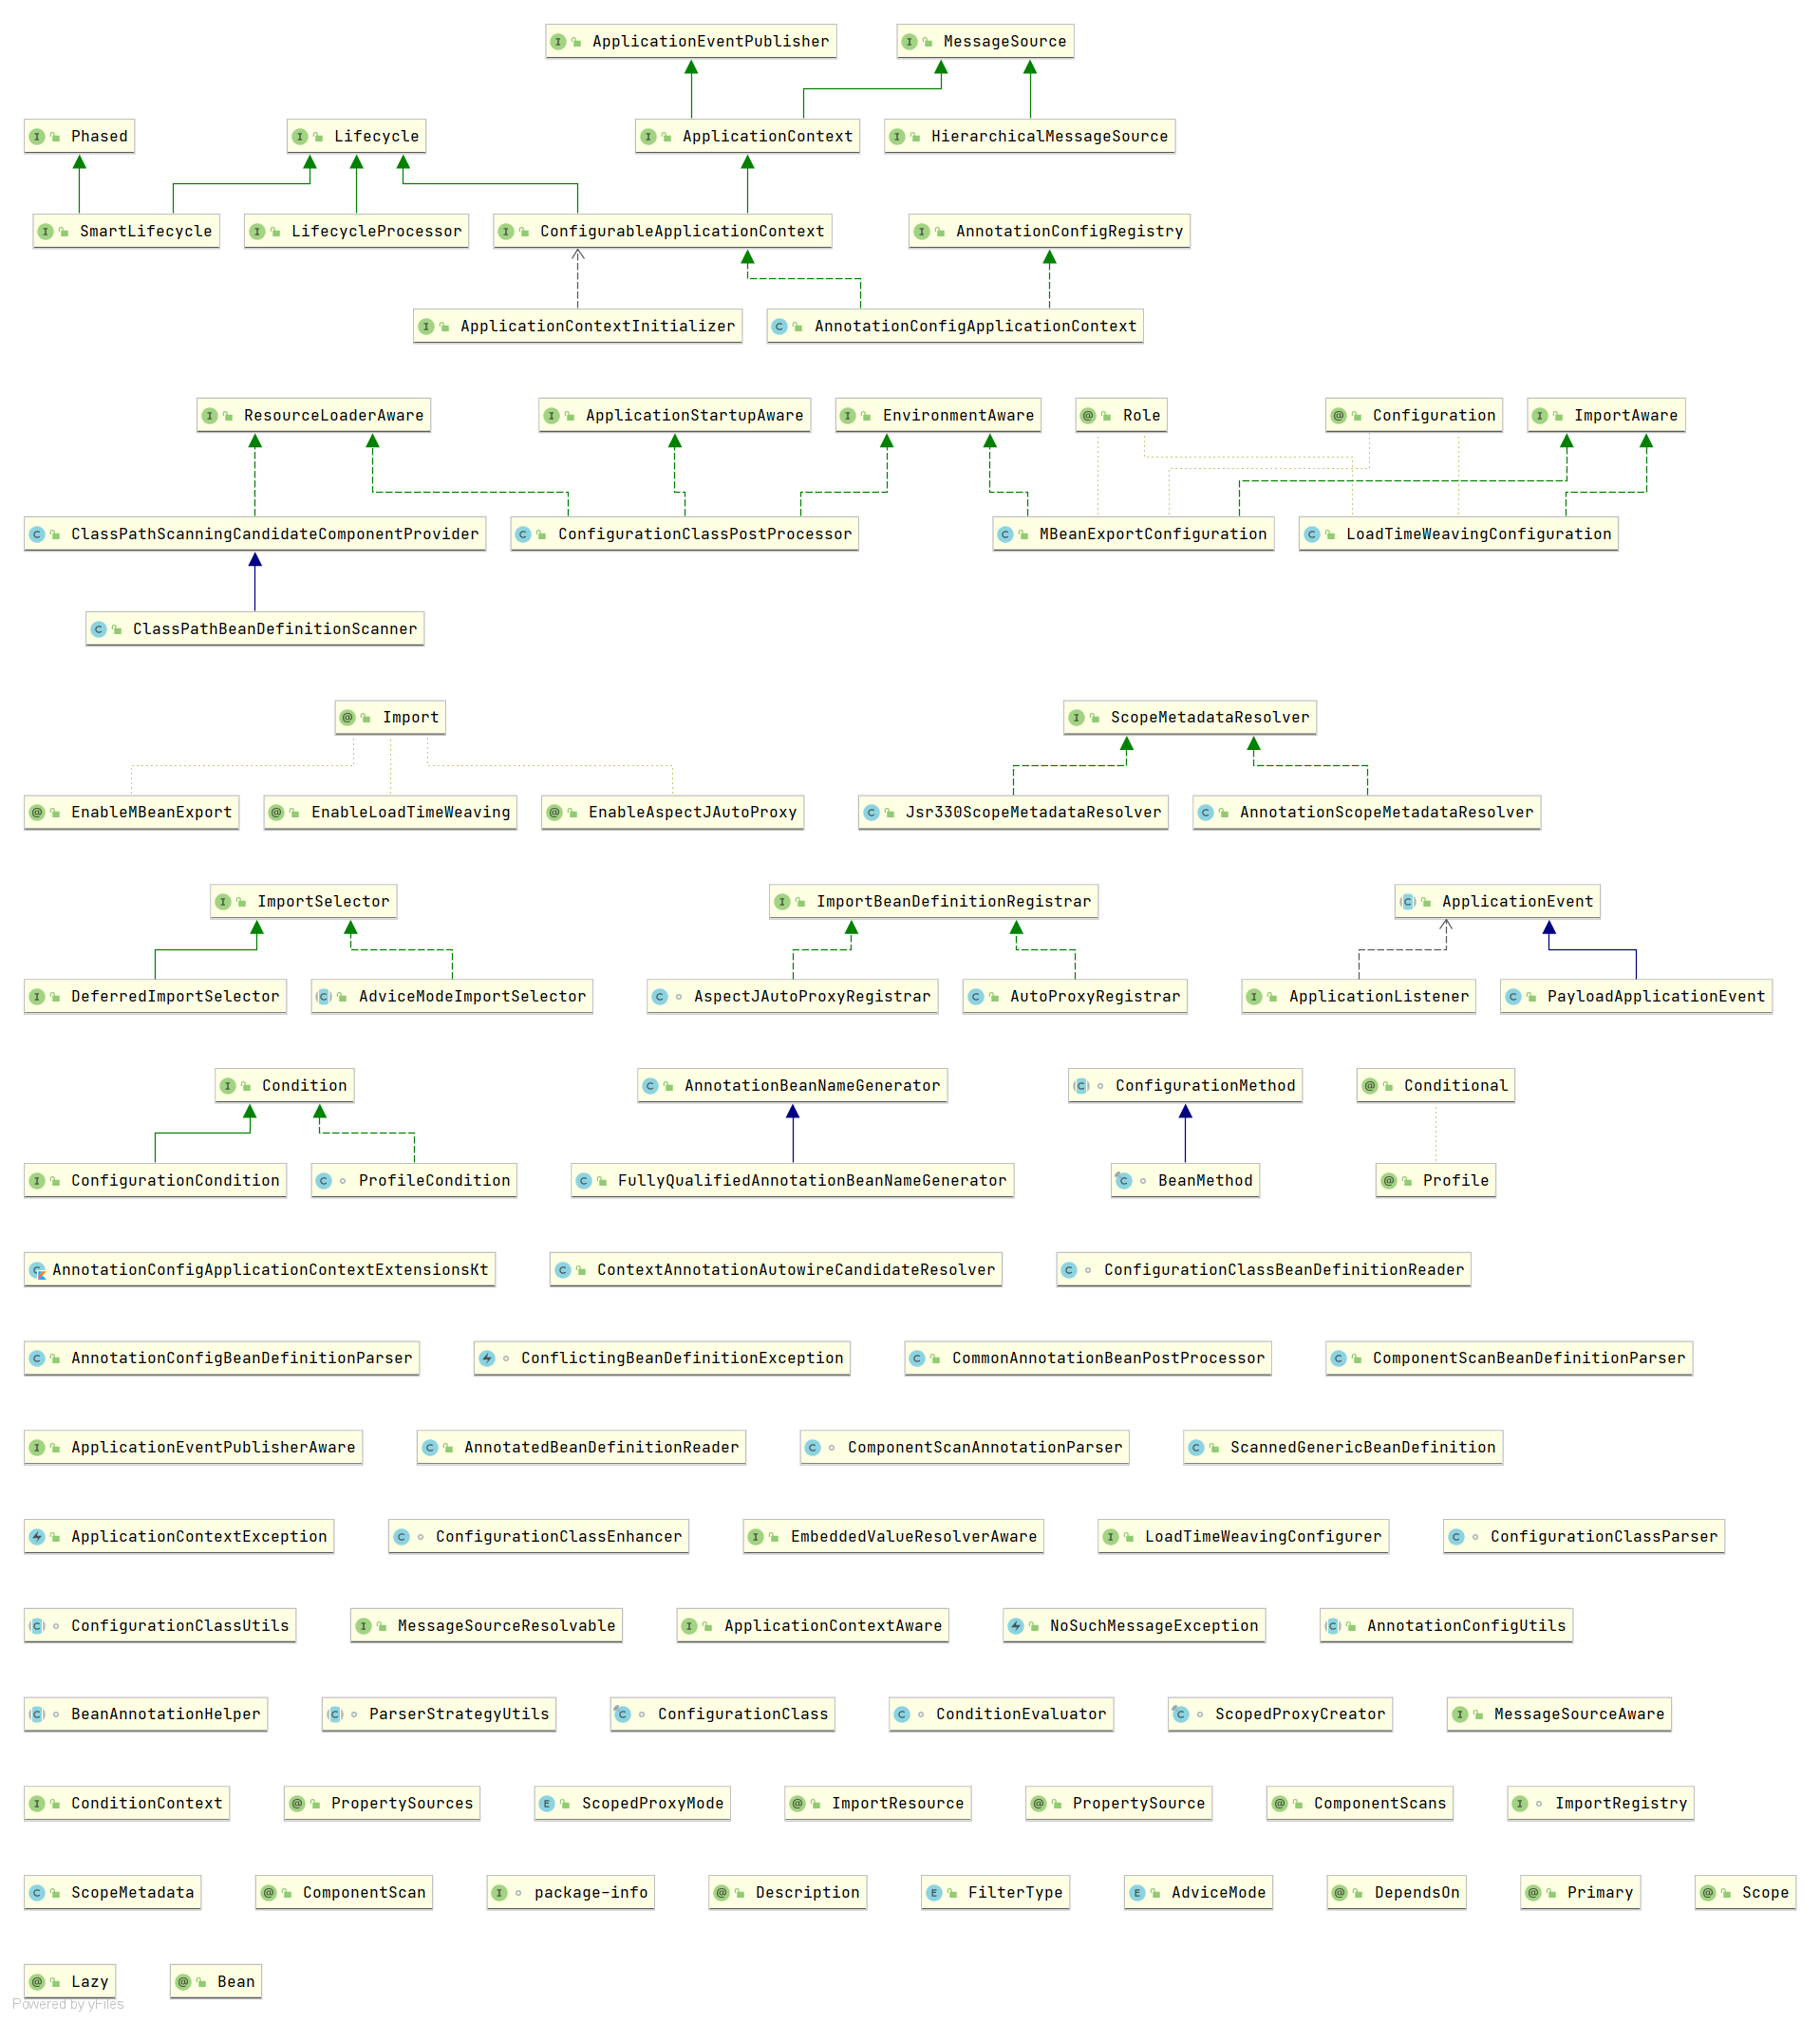 ApplicationEventPublisher
MessageSource
Phased
Lifecycle
ApplicationContext
HierarchicalMessageSource
SmartLifecycle
LifecycleProcessor
ConfigurableApplicationContext
AnnotationConfigRegistry
ApplicationContextInitializer
AnnotationConfigApplicationContext
ResourceLoaderAware
ApplicationStartupAware
EnvironmentAware
Role
Configuration
ImportAware
ClassPathScanningCandidateComponentProvider
ConfigurationClassPostProcessor
MBeanExportConfiguration
LoadTimeWeavingConfiguration
ClassPathBeanDefinitionScanner
Import
ScopeMetadataResolver
EnableMBeanExport
EnableLoadTimeWeaving
EnableAspectJAutoProxy
Jsr330ScopeMetadataResolver
AnnotationScopeMetadataResolver
ImportSelector
ImportBeanDefinitionRegistrar
ApplicationEvent
DeferredImportSelector
AdviceModeImportSelector
AspectJAutoProxyRegistrar
AutoProxyRegistrar
ApplicationListener
PayloadApplicationEvent
Condition
AnnotationBeanNameGenerator
ConfigurationMethod
Conditional
ConfigurationCondition
ProfileCondition
FullyQualifiedAnnotationBeanNameGenerator
BeanMethod
Profile
AnnotationConfigApplicationContextExtensionsKt
ContextAnnotationAutowireCandidateResolver
ConfigurationClassBeanDefinitionReader
AnnotationConfigBeanDefinitionParser
ConflictingBeanDefinitionException
CommonAnnotationBeanPostProcessor
ComponentScanBeanDefinitionParser
ApplicationEventPublisherAware
AnnotatedBeanDefinitionReader
ComponentScanAnnotationParser
ScannedGenericBeanDefinition
ApplicationContextException
ConfigurationClassEnhancer
EmbeddedValueResolverAware
LoadTimeWeavingConfigurer
ConfigurationClassParser
ConfigurationClassUtils
MessageSourceResolvable
ApplicationContextAware
NoSuchMessageException
AnnotationConfigUtils
BeanAnnotationHelper
ParserStrategyUtils
ConfigurationClass
ConditionEvaluator
ScopedProxyCreator
MessageSourceAware
ConditionContext
PropertySources
ScopedProxyMode
ImportResource
PropertySource
ComponentScans
ImportRegistry
ScopeMetadata
ComponentScan
package-info
Description
FilterType
AdviceMode
DependsOn
Primary
Scope
Lazy
Bean
Powered by yFiles